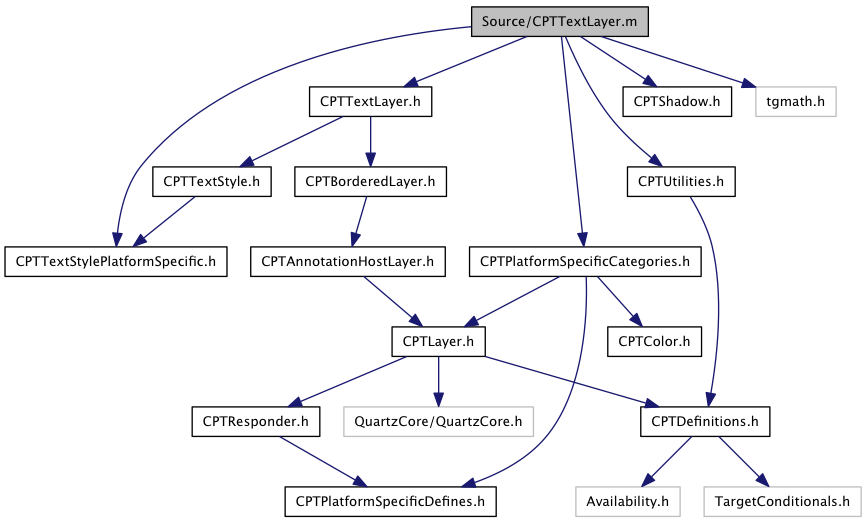 Source/CPTTextLayer.m
CPTTextLayer.h
CPTShadow.h
tgmath.h
CPTTextStyle.h
CPTBorderedLayer.h
CPTUtilities.h
CPTTextStylePlatformSpecific.h
CPTAnnotationHostLayer.h
CPTPlatformSpecificCategories.h
CPTLayer.h
CPTColor.h
CPTResponder.h
QuartzCore/QuartzCore.h
CPTDefinitions.h
CPTPlatformSpecificDefines.h
Availability.h
TargetConditionals.h